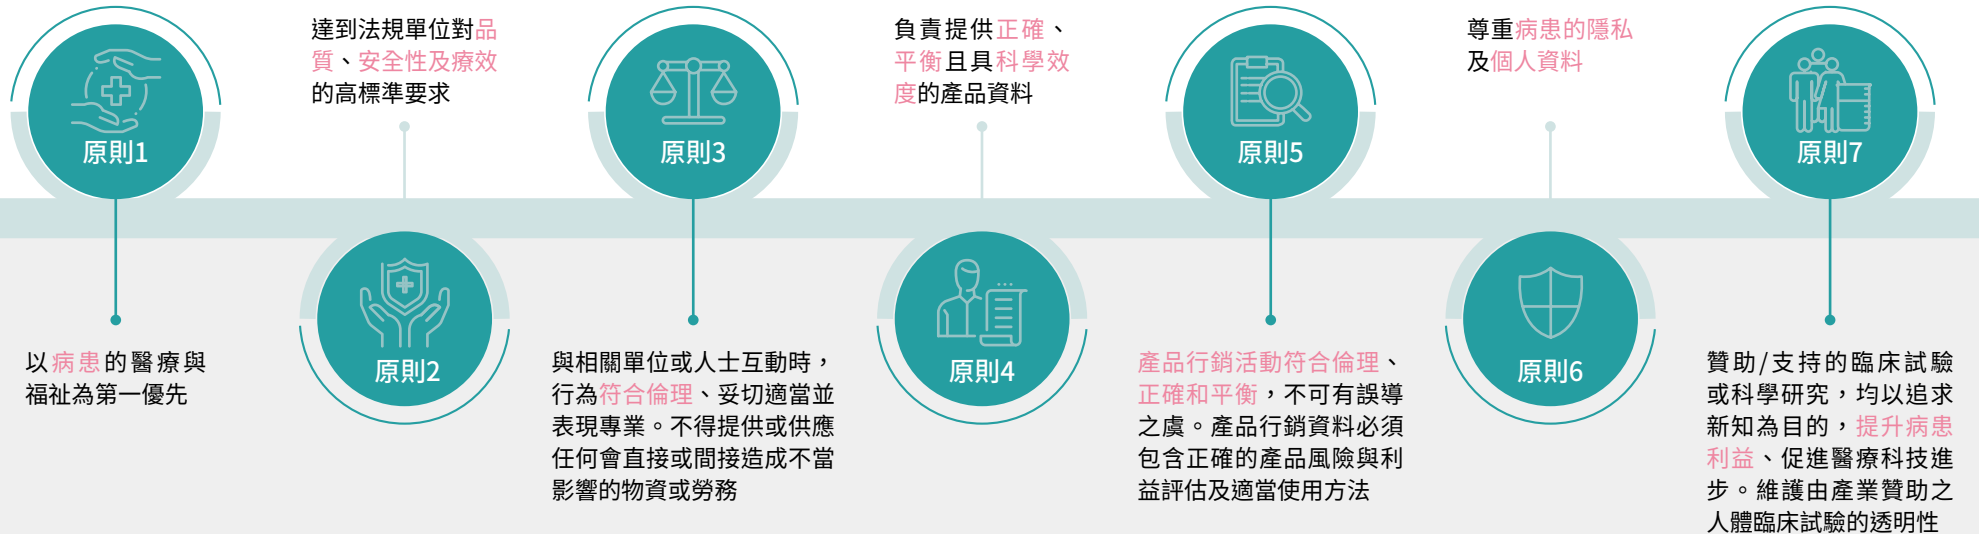 原則1
以病患的醫療與
福祉為第一優先
達到法規單位對品
質、安全性及療效
的高標準要求
原則2
原則3
與相關單位或人士互動時，
行為符合倫理、妥切適當並
表現專業。不得提供或供應
任何會直接或間接造成不當
影響的物資或勞務
負責提供正確、
平衡且具科學效
度的產品資料
原則4
原則5
產品行銷活動符合倫理、
正確和平衡，不可有誤導
之虞。產品行銷資料必須
包含正確的產品風險與利
益評估及適當使用方法
尊重病患的隱私
及個人資料
原則6
原則7
贊助/支持的臨床試驗
或科學研究，均以追求
新知為目的，提升病患
利益、促進醫療科技進
步。維護由產業贊助之
人體臨床試驗的透明性